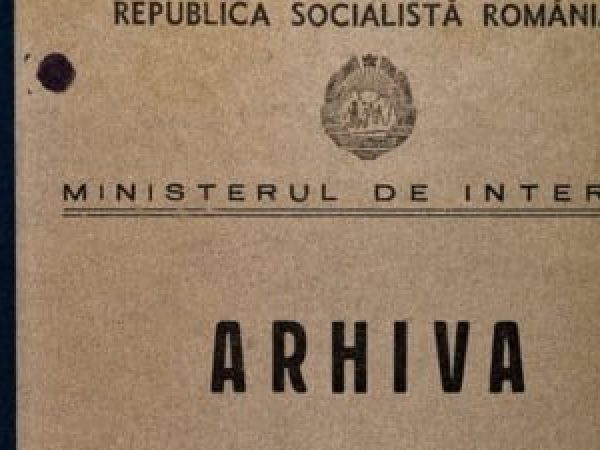 REPUBLICA SOCIALISTĂ ROMÂNI
MINISTERUL DE INTER
ARHIVA